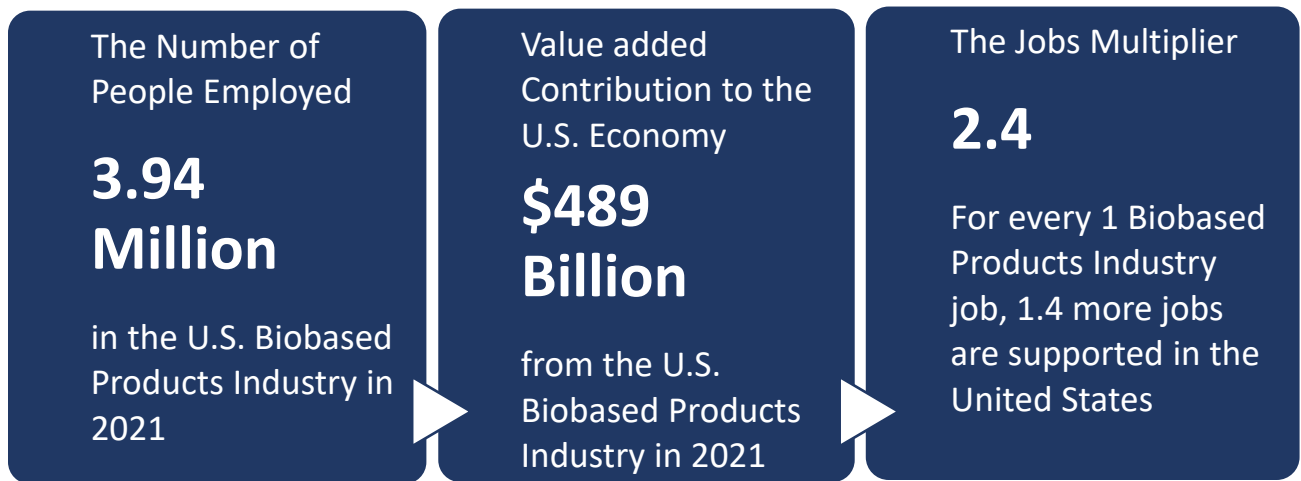 The Number of
People Employed
3.94
Million
in the U.S. Biobased
Products Industry in
2021
Value added
Contribution to the
U.S. Economy
$489
Billion
from the U.S.
Biobased Products
Industry in 2021
The Jobs Multiplier
2.4
For every 1 Biobased
Products Industry
job, 1.4 more jobs
are supported in the
United States